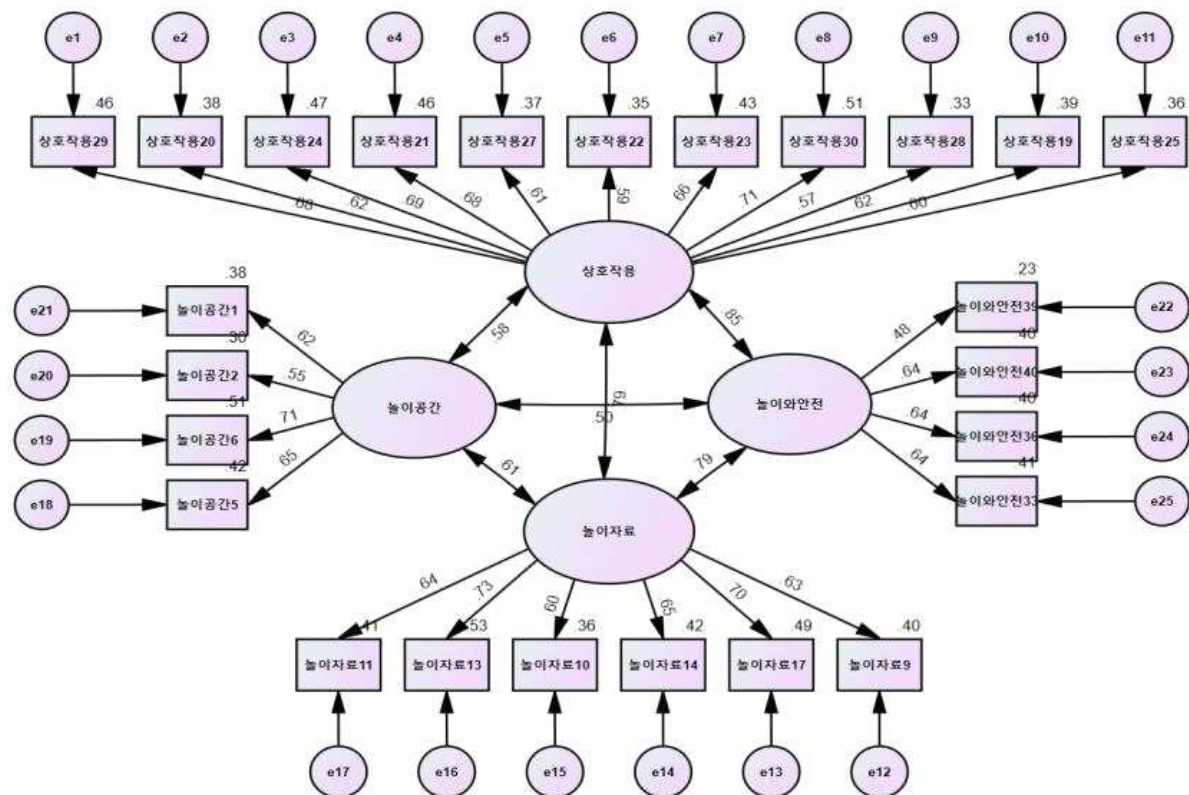 e1 e2 e3 e4 e5 e6 e7 e8 e9 e10 e11
.46 .38 .47 .46 .37 .35 .43 .51 .33 .39 .36
상호작용29 상호작용20 상호작용24 상호작용21 상호작용27 상호작용22 상호작용23 상호작용30 상호작용28 상호작용19 상호작용25
.68 .62 .69 .68 .61 .59 .66 .71 .57 .62 .60
상호작용
.38 .23
e21 놀이공간1 .62 .58 .85 .48 놀이와안전39 e22
.30 .40
e20 놀이공간2 .55 .64 놀이와안전40 e23
놀이공간 .50 놀이와안전
.51 .40
e19 놀이공간6 .71 .64 놀이와안전36 e24
.42 .61 .79 .41
e18 놀이공간5 .65 .64 놀이와안전33 e25
놀이자료
.64 .73 .60 .65 .70 .63
.41 .53 .36 .42 .49 .40
놀이자료11 놀이자료13 놀이자료10 놀이자료14 놀이자료17 놀이자료9
e17 e16 e15 e14 e13 e12